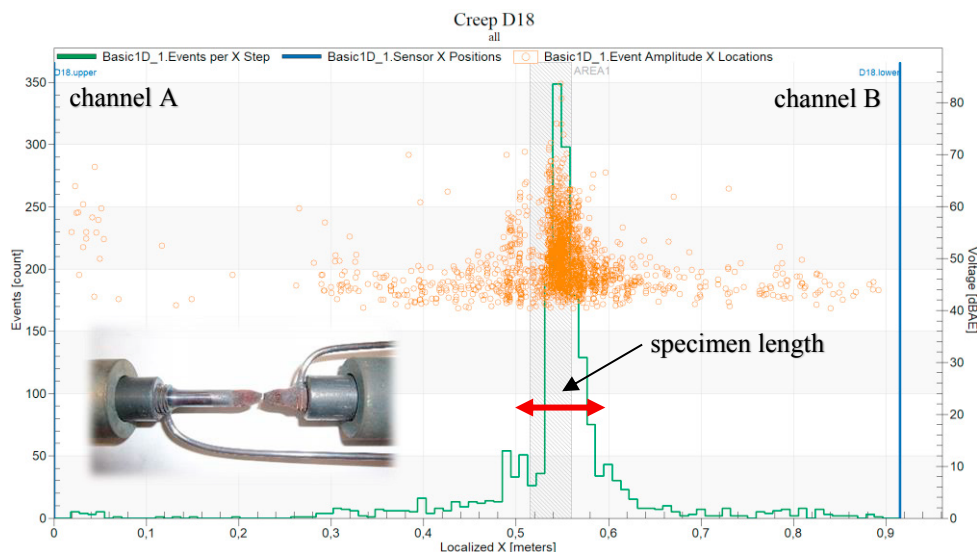 Creep D18
all
Basic1D_1.Events per X Step Basic1D_1.Sensor X Positions Basic1D_1.Event Amplitude X Locations
D18.upper AREA1 D18.lower
channel A channel B
350
300
250
200
150
100
50
0
Events [count]
80
70
60
50
40
30
20
10
0
Voltage [dBAE]
specimen length
0 0,1 0,2 0,3 0,4 0,5 0,6 0,7 0,8 0,9
Localized X [meters]